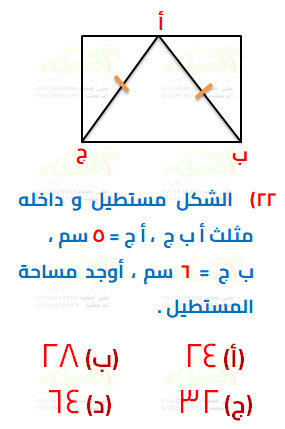 أ
ج
ب
٢٢) الشكل مستطيل و داخله
مثلث أ ب ج ، أ ج = ٥ سم ،
ب ج = ٦ سم ، أوجد مساحة
المستطيل .
(أ) ٢٤ (ب) ٢٨
(ج) ٣٢ (د) ٦٤